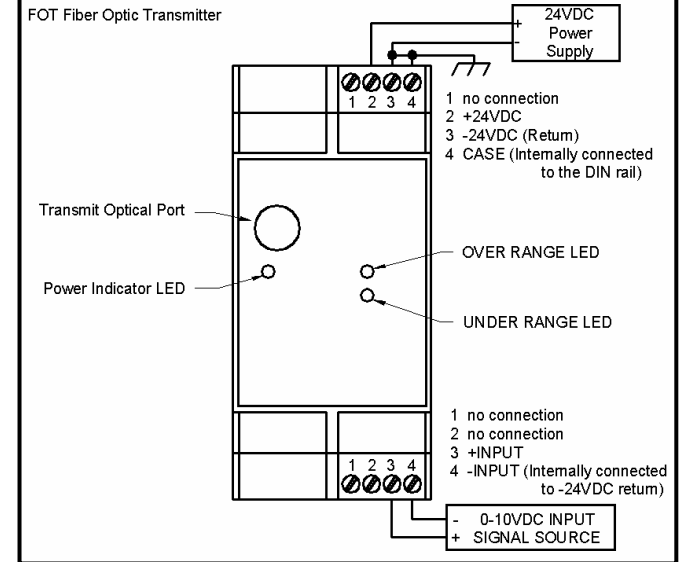 FOT Fiber Optic Transmitter
24VDC
Power
Supply
+
-
1 2 3 4
1 no connection
2 +24VDC
3 -24VDC (Return)
4 CASE (Internally connected
to the DIN rail)
Transmit Optical Port
Power Indicator LED
OVER RANGE LED
UNDER RANGE LED
1 no connection
2 no connection
3 +INPUT
4 -INPUT (Internally connected
to -24VDC return)
1 2 3 4
- 0-10VDC INPUT
+ SIGNAL SOURCE